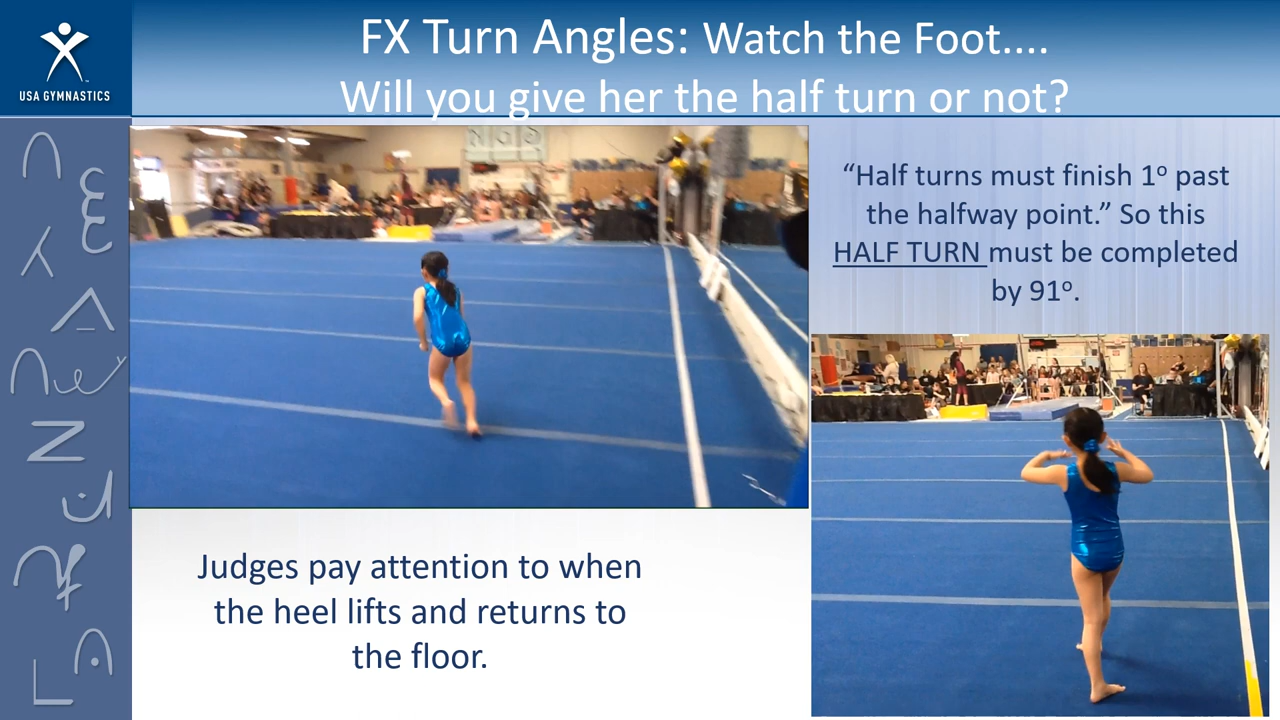 FX Turn Angles: Watch the Foot....
Will you give her the half turn or not?
USA GYMNASTICS
“Half turns must finish 1º past
the halfway point.” So this
HALF TURN must be completed
by 91º.
Judges pay attention to when
the heel lifts and returns to
the floor.